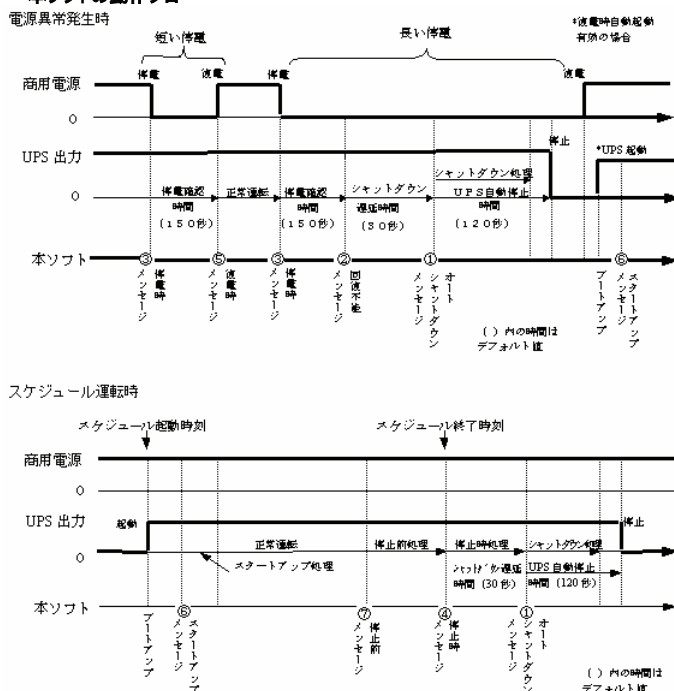 電源異常発生時
*復電時自動起動
有効の場合
短い停電
長い停電
停電
復電
停電
復電
商用電源
0
停止
UPS 出力
*UPS 起動
シャットダウン処理
0
停電確認
時間
(150秒)
正常運転
停電確認
時間
(150秒)
シャットダウン
遅延時間
(30秒)
UPS自動停止
時間
(120秒)
本ソフト
③
⑤
③
②
①
⑥
停電時
メッセージ
復電時
メッセージ
停電時
メッセージ
回復不能
メッセージ
オート
シャットダウン
メッセージ
ブートアップ
スタートアップ
メッセージ
( ) 内の時間は
デフォルト値
スケジュール運転時
スケジュール起動時刻
スケジュール終了時刻
商用電源
0
UPS 出力
起動
停止
0
正常運転
停止前処理
停止時処理
シャットダウン処理
スタートアップ処理
シャットダウン遅延
時間 (30秒)
UPS 自動停止
時間 (120秒)
本ソフト
⑥
⑦
④
①
ブートアップ
スタートアップ
メッセージ
停止前
メッセージ
停止時
メッセージ
オート
シャットダウン
メッセージ
( ) 内の時間は
デフォルト値